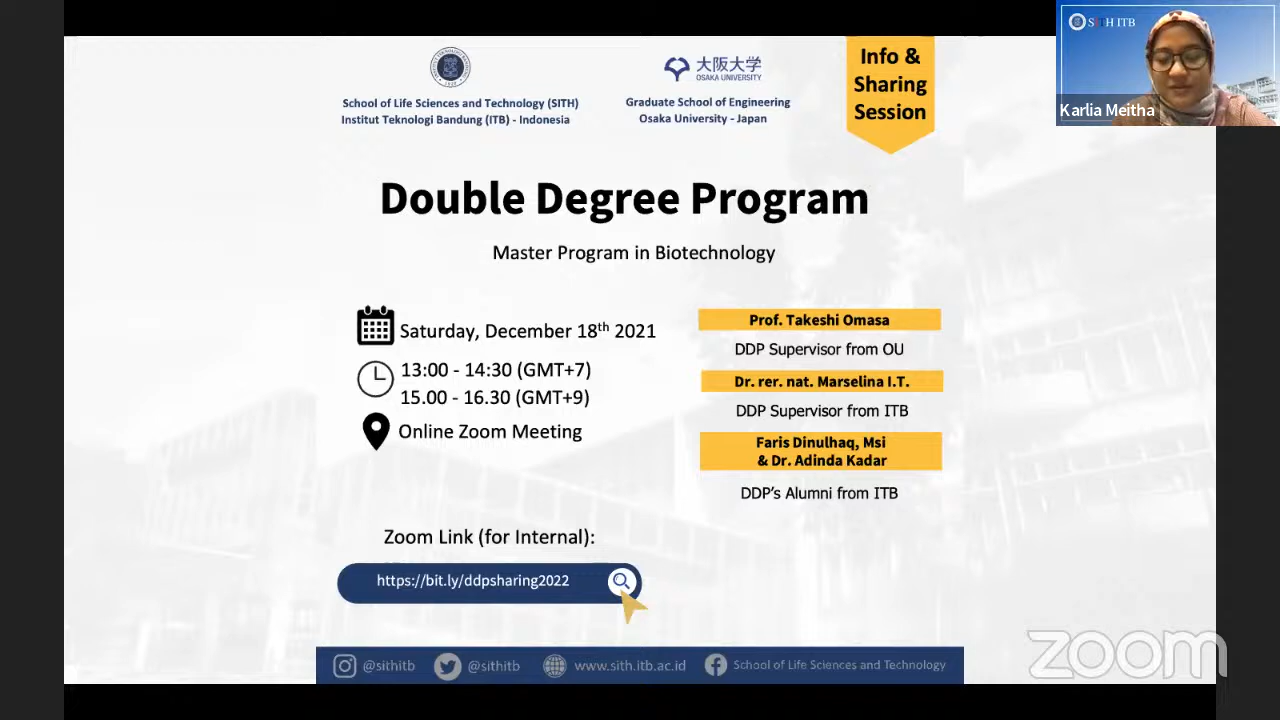 大阪大学
OSAKA UNIVERSITY
School of Life Sciences and Technology (SITH)
Institut Teknologi Bandung (ITB) - Indonesia
Graduate School of Engineering
Osaka University - Japan
Info &
Sharing
Session
SITH ITB
Karlia Meitha
Double Degree Program
Master Program in Biotechnology
Saturday, December 18th 2021
13:00 - 14:30 (GMT+7)
15.00 - 16.30 (GMT+9)
Online Zoom Meeting
Prof. Takeshi Omasa
DDP Supervisor from OU
Dr. rer. nat. Marselina I.T.
DDP Supervisor from ITB
Faris Dinulhaq, Msi
& Dr. Adinda Kadar
DDP's Alumni from ITB
Zoom Link (for Internal):
https://bit.ly/ddpsharing2022
@sithitb
@sithitb
www.sith.itb.ac.id
School of Life Sciences and Technology
zoom